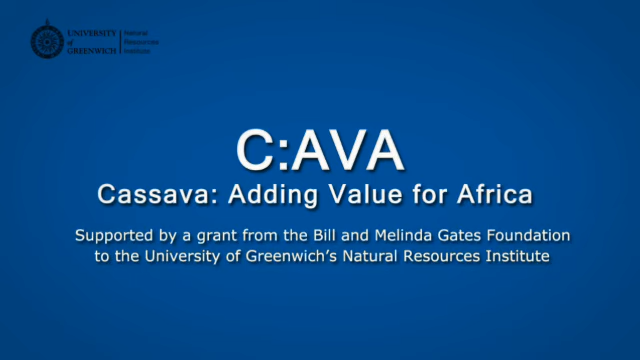 UNIVERSITY
of
GREENWICH
Natural
Resources
Institute
C:AVA
Cassava: Adding Value for Africa
Supported by a grant from the Bill and Melinda Gates Foundation
to the University of Greenwich’s Natural Resources Institute